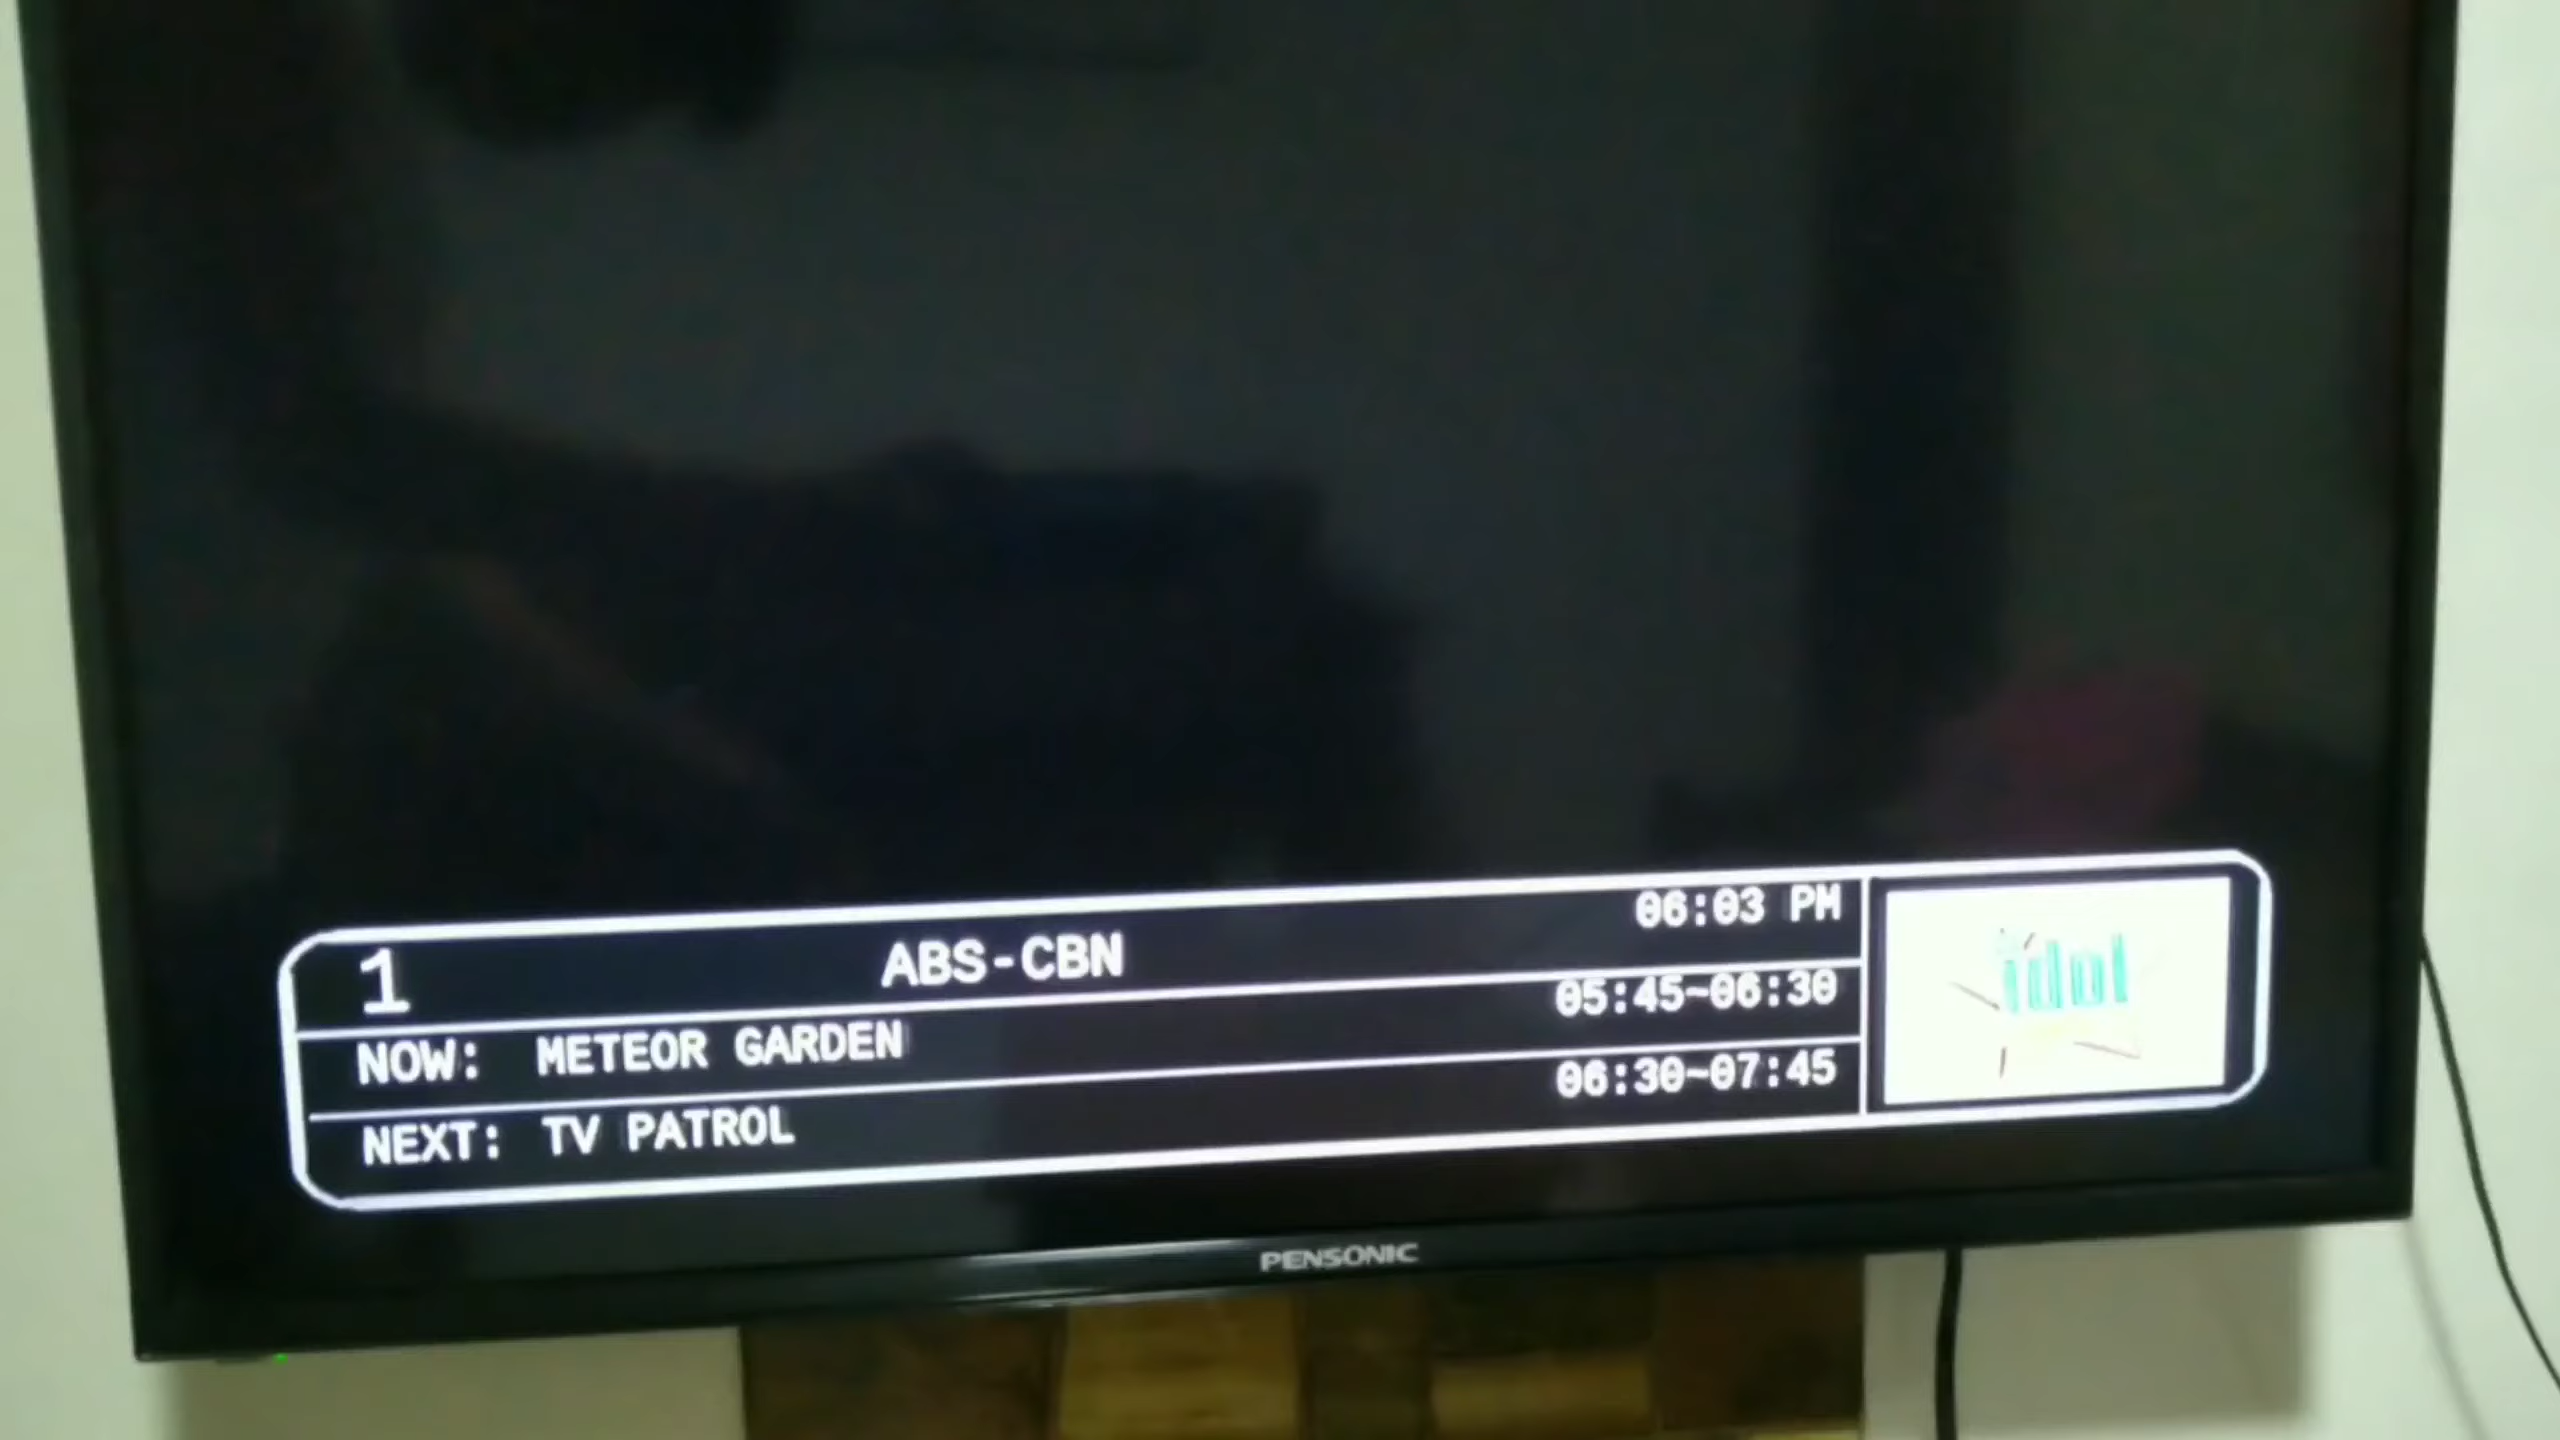 06:03 PM
1 ABS-CBN
NOW: METEOR GARDEN 05:45~06:30
NEXT: TV PATROL 06:30~07:45
idol
PENSONIC